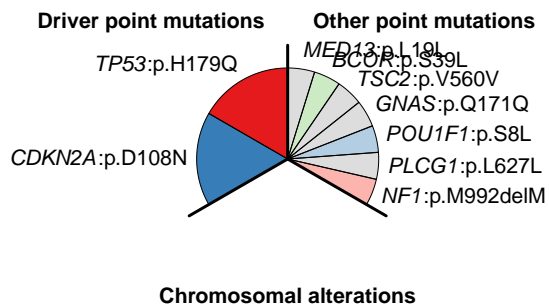 Driver point mutations
Other point mutations
TP53:p.H179Q
CDKN2A:p.D108N
MED13:p.L19L
BCOR:p.S39L
TSC2:p.V560V
GNAS:p.Q171Q
POU1F1:p.S8L
PLCG1:p.L627L
NF1:p.M992delM
Chromosomal alterations